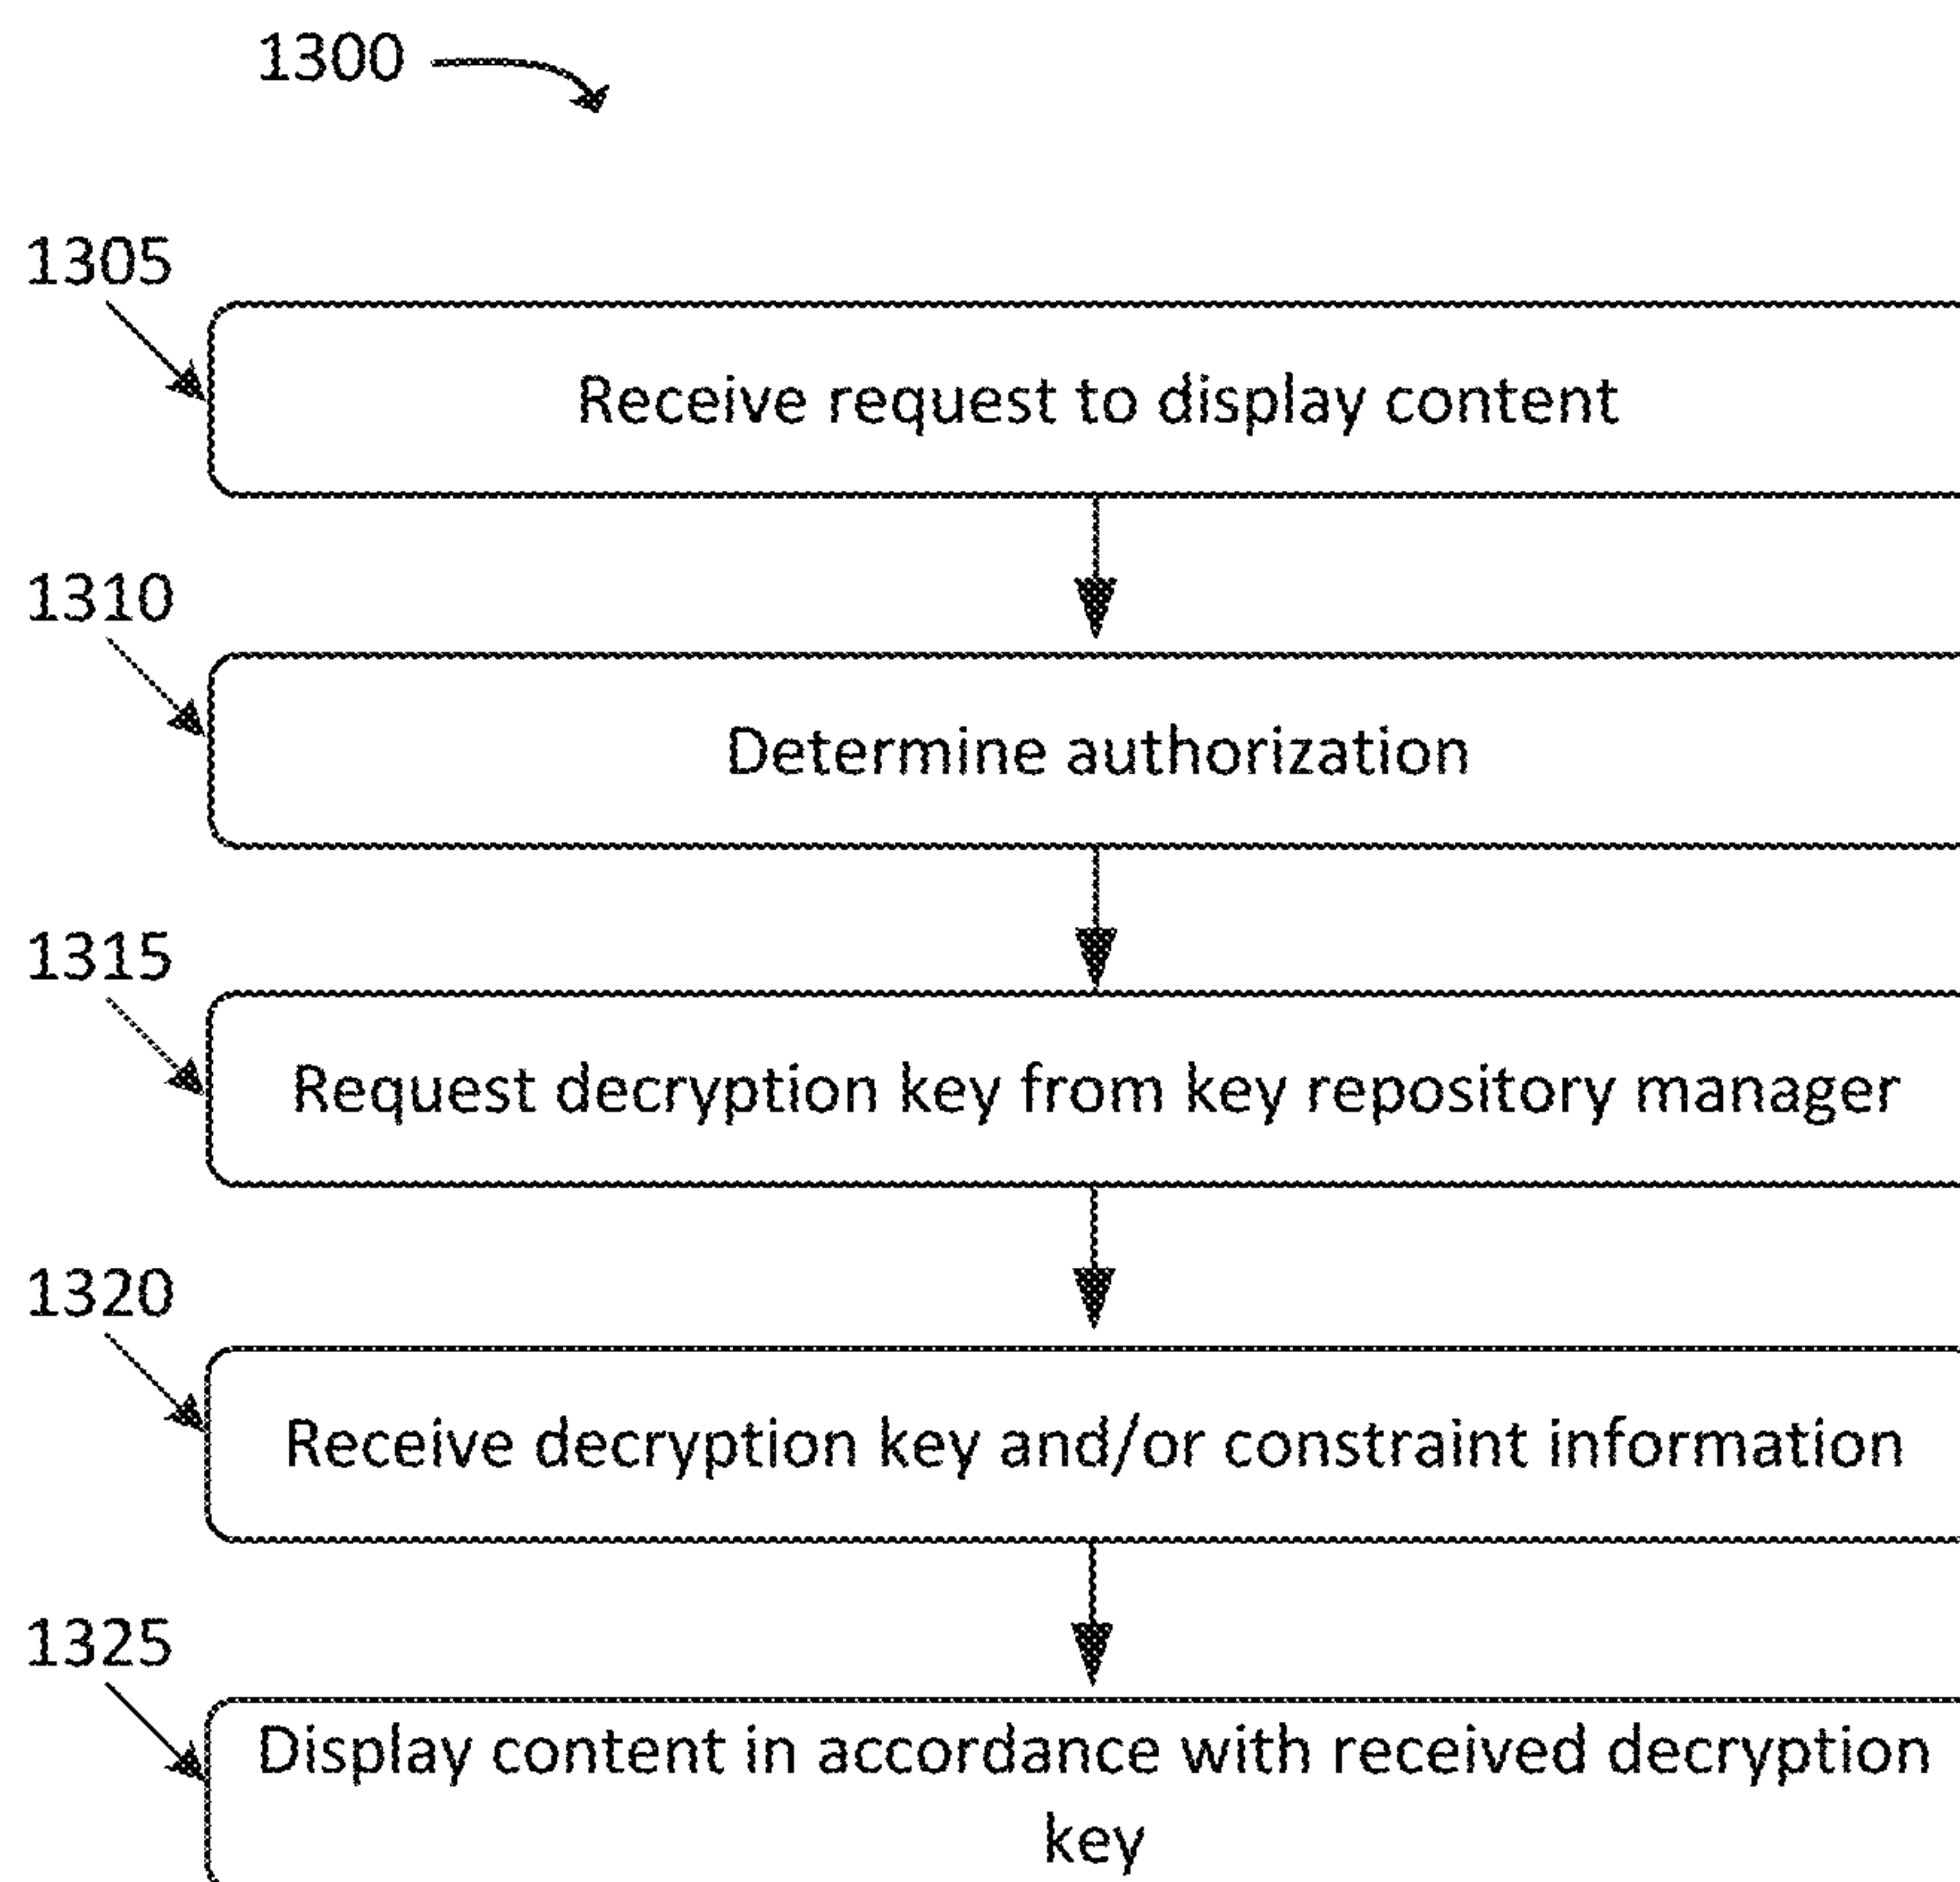 1300
1305
Receive request to display content
1310
Determine authorization
1315
Request decryption key from key repository manager
1320
Receive decryption key and/or constraint information
1325
Display content in accordance with received decryption
key